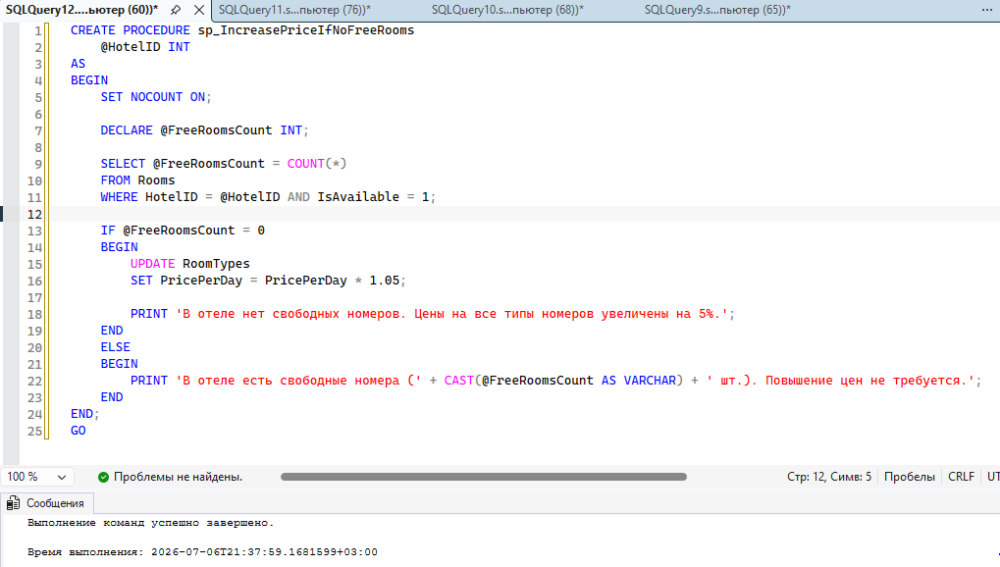 SQLQuery12....ьютер (60))* SQLQuery11.s...пьютер (76))* SQLQuery10.s...пьютер (68))* SQLQuery9.s...пьютер (65))* ...
1 CREATE PROCEDURE sp_IncreasePriceIfNoFreeRooms
2 @HotelID INT
3 AS
4 BEGIN
5 SET NOCOUNT ON;
6
7 DECLARE @FreeRoomsCount INT;
8
9 SELECT @FreeRoomsCount = COUNT(*)
10 FROM Rooms
11 WHERE HotelID = @HotelID AND IsAvailable = 1;
12
13 IF @FreeRoomsCount = 0
14 BEGIN
15 UPDATE RoomTypes
16 SET PricePerDay = PricePerDay * 1.05;
17
18 PRINT 'В отеле нет свободных номеров. Цены на все типы номеров увеличены на 5%.';
19 END
20 ELSE
21 BEGIN
22 PRINT 'В отеле есть свободные номера (' + CAST(@FreeRoomsCount AS VARCHAR) + ' шт.). Повышение цен не требуется.';
23 END
24 END;
25 GO
100 % Проблемы не найдены. Стр: 12, Симв: 5 Пробелы CRLF UT
Сообщения
Выполнение команд успешно завершено.
Время выполнения: 2026-07-06T21:37:59.1681599+03:00